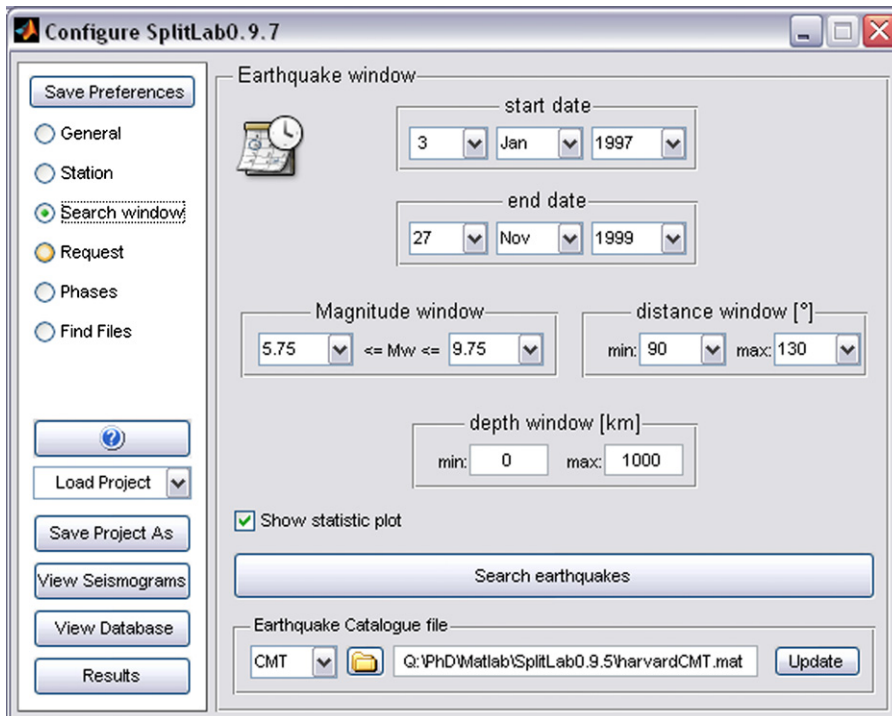 Configure SplitLab0.9.7
Save Preferences
General
Station
Search window
Request
Phases
Find Files
?
Load Project
Save Project As
View Seismograms
View Database
Results
Earthquake window
start date
3 Jan 1997
end date
27 Nov 1999
Magnitude window
5.75 <= Mw <= 9.75
distance window [°]
min: 90 max: 130
depth window [km]
min: 0 max: 1000
Show statistic plot
Search earthquakes
Earthquake Catalogue file
CMT Q:\PhD\Matlab\SplitLab0.9.5\harvardCMT.mat Update